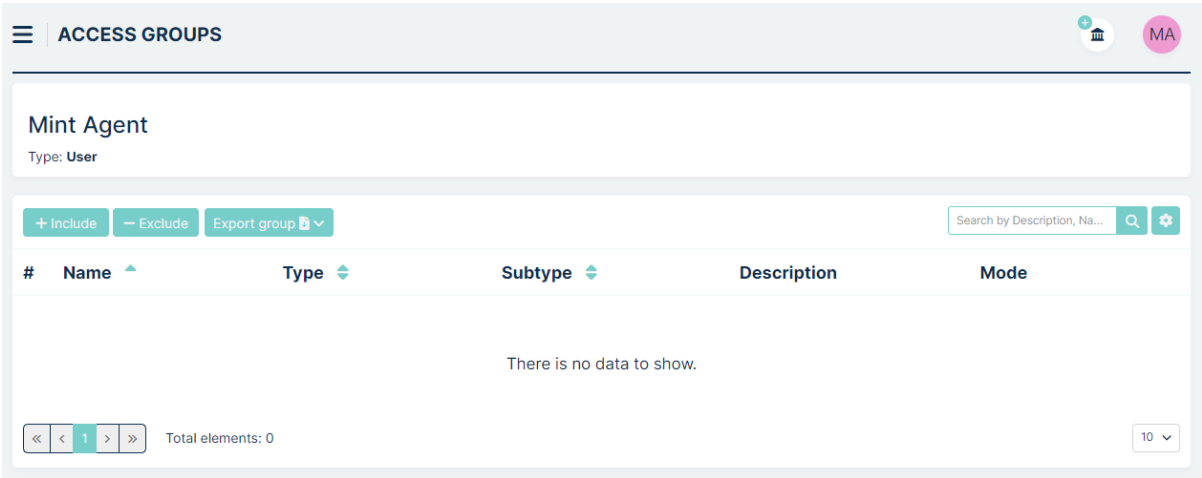 ACCESS GROUPS
MA
Mint Agent
Type: User
+ Include − Exclude Export group
Search by Description, Na...
# Name Type Subtype Description Mode
There is no data to show.
« < 1 > » Total elements: 0
10